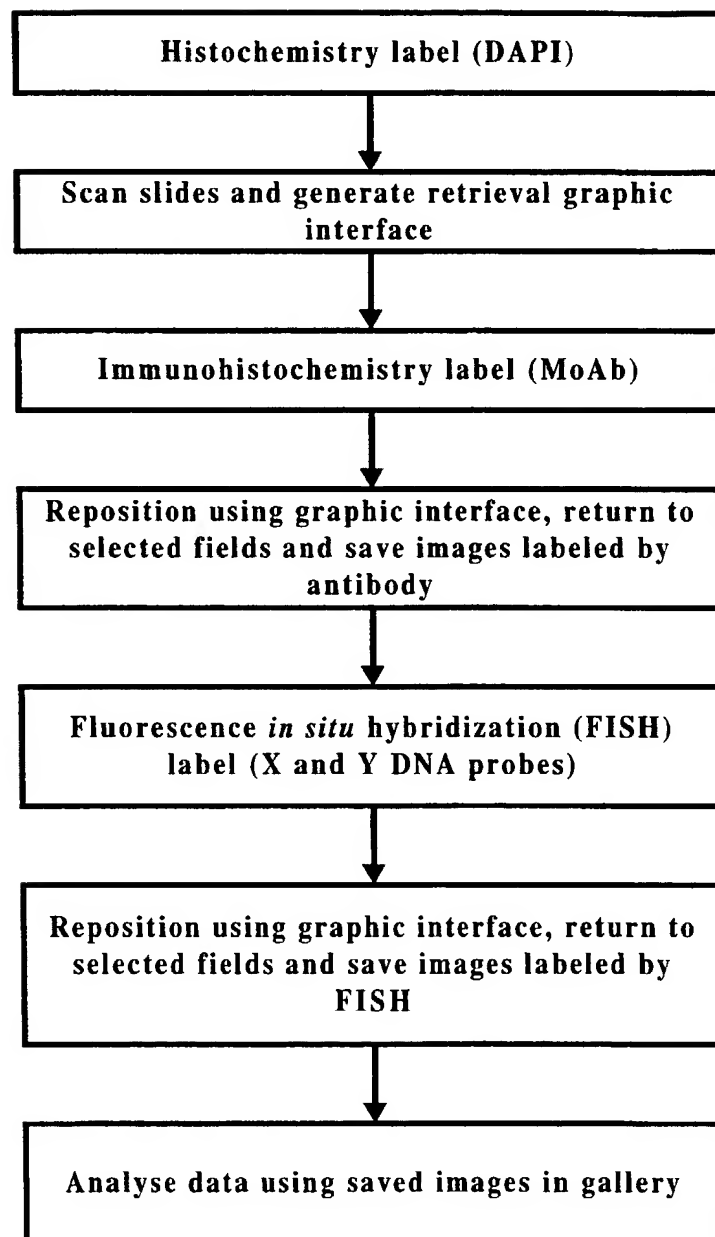 Histochemistry label (DAPI)
Scan slides and generate retrieval graphic
interface
Immunohistochemistry label (MoAb)
Reposition using graphic interface, return to
selected fields and save images labeled by
antibody
Fluorescence in situ hybridization (FISH)
label (X and Y DNA probes)
Reposition using graphic interface, return to
selected fields and save images labeled by
FISH
Analyse data using saved images in gallery